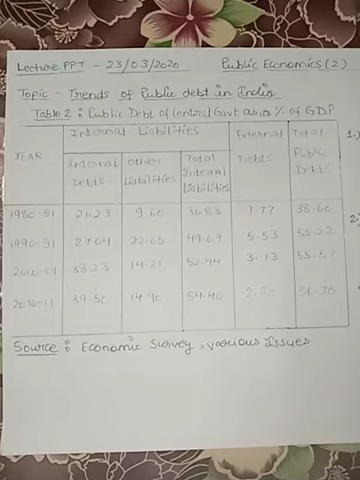 Lecture PPT - 23/03/2020 Public Economics (2)
Topic - Trends of Public debt in India
Table 2 : Public Debt of Central Govt as a % of GDP
Internal Liabilities External Total
YEAR Internal Other Total Debts Public
Debts Liabilities Internal Debts
Liabilities
1980-81 21.23 9.60 30.83 7.77 38.60
1990-91 27.04 22.65 49.69 5.53 55.22
38.23 14.21 52.44 3.13 55.57
2010-11 39.50 14.90 54.40 56.70
Source : Economic Survey, various Issues
1.)
2)